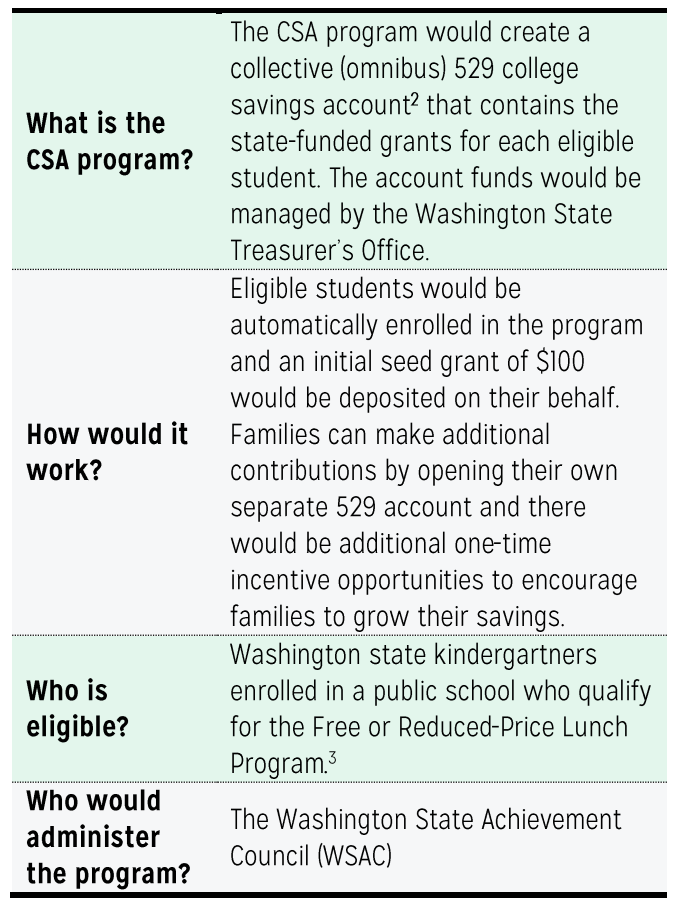 What is the
CSA program?
The CSA program would create a
collective (omnibus) 529 college
savings account² that contains the
state-funded grants for each eligible
student. The account funds would be
managed by the Washington State
Treasurer's Office.
How would it
work?
Eligible students would be
automatically enrolled in the program
and an initial seed grant of $100
would be deposited on their behalf.
Families can make additional
contributions by opening their own
separate 529 account and there
would be additional one-time
incentive opportunities to encourage
families to grow their savings.
Who is
eligible?
Washington state kindergartners
enrolled in a public school who qualify
for the Free or Reduced-Price Lunch
Program.³
Who would
administer
the program?
The Washington State Achievement
Council (WSAC)